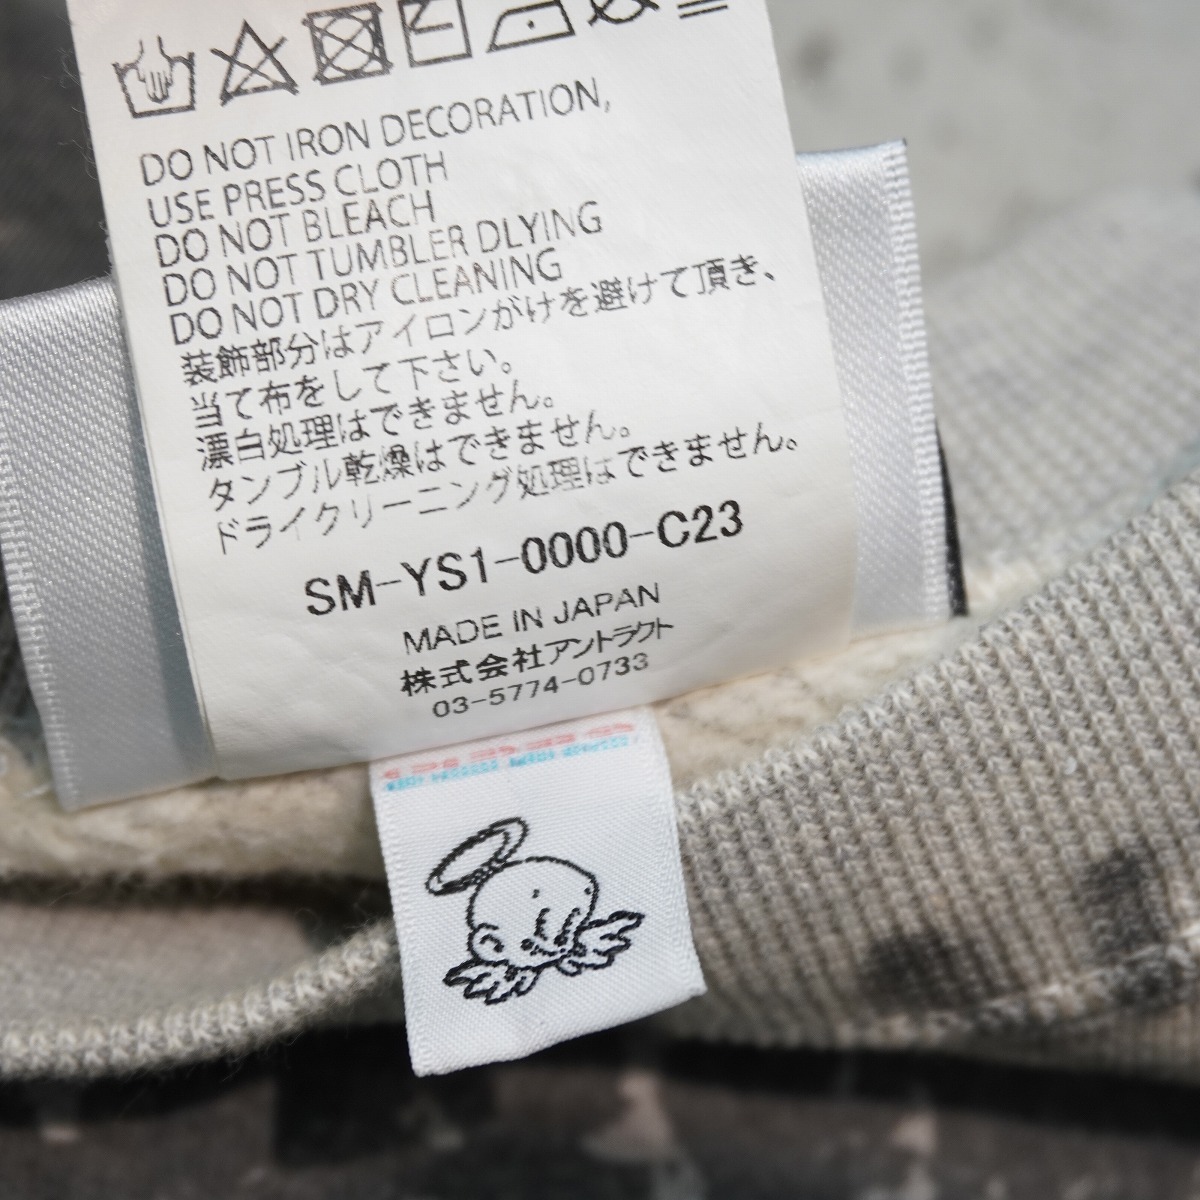 DO NOT IRON DECORATION,
USE PRESS CLOTH
DO NOT BLEACH
DO NOT TUMBLER DLYING
DO NOT DRY CLEANING
装飾部分はアイロンがけを避けて頂き、
当て布をして下さい。
漂白処理はできません。
タンブル乾燥はできません。
ドライクリーニング処理はできません。
SM-YS1-0000-C23
MADE IN JAPAN
株式会社アントラクト
03-5774-0733